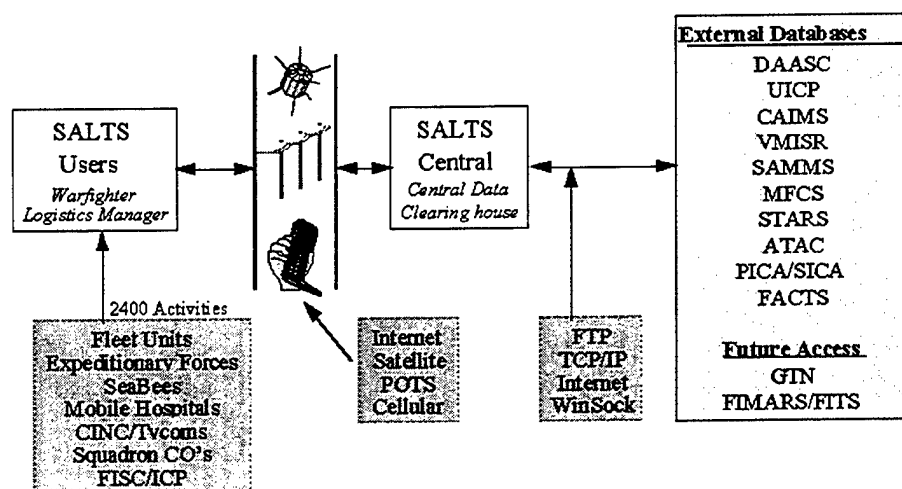 SALTS
Users
Warfighter
Logistics Manager
2400 Activities
Fleet Units
Expeditionary Forces
SeaBees
Mobile Hospitals
CINC/Tycoms
Squadron CO's
FISC/ICP
Internet
Satellite
POTS
Cellular
SALTS
Central
Central Data
Clearing house
FTP
TCP/IP
Internet
WinSock
External Databases
DAASC
UICP
CAIMS
VMISR
SAMMS
MFCS
STARS
ATAC
PICA/SICA
FACTS
Future Access
GTN
FIMARS/FITS